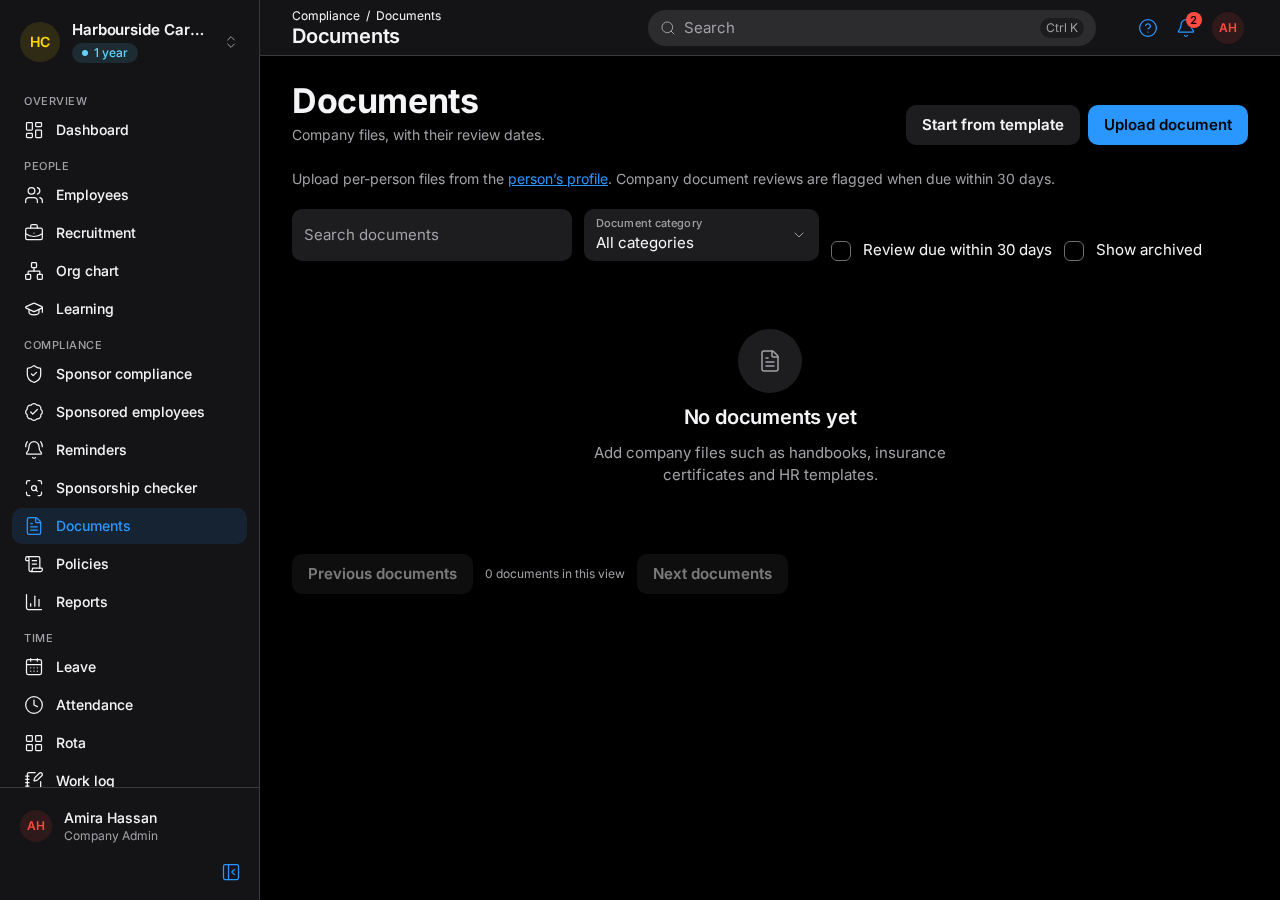 HC
Harbourside Car...
1 year
OVERVIEW
Dashboard
PEOPLE
Employees
Recruitment
Org chart
Learning
COMPLIANCE
Sponsor compliance
Sponsored employees
Reminders
Sponsorship checker
Documents
Policies
Reports
TIME
Leave
Attendance
Rota
Work log
AH
Amira Hassan
Company Admin
Compliance / Documents
Documents
Search
Ctrl K
2
AH
Documents
Company files, with their review dates.
Start from template
Upload document
Upload per-person files from the person’s profile. Company document reviews are flagged when due within 30 days.
Search documents
Document category
All categories
Review due within 30 days
Show archived
No documents yet
Add company files such as handbooks, insurance
certificates and HR templates.
Previous documents
0 documents in this view
Next documents